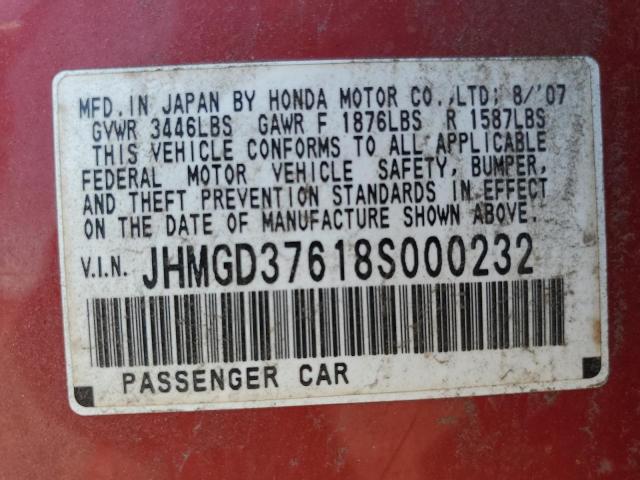 MFD.IN JAPAN BY HONDA MOTOR CO.,LTD; 8/'07
GVWR 3446LBS GAWR F 1876LBS R 1587LBS
THIS VEHICLE CONFORMS TO ALL APPLICABLE
FEDERAL MOTOR VEHICLE SAFETY, BUMPER,
AND THEFT PREVENTION STANDARDS IN EFFECT
ON THE DATE OF MANUFACTURE SHOWN ABOVE.
V.I.N. JHMGD37618S000232
PASSENGER CAR